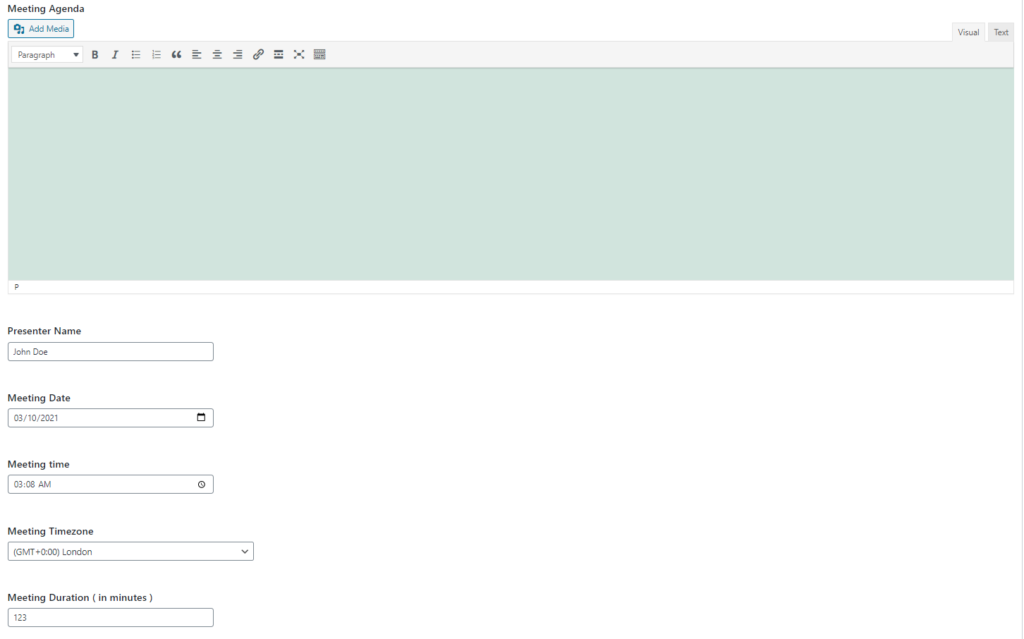 Meeting Agenda
Add Media
Visual Text
Paragraph
P
Presenter Name
John Doe
Meeting Date
03/10/2021
Meeting time
03:08 AM
Meeting Timezone
(GMT+0:00) London
Meeting Duration ( in minutes )
123